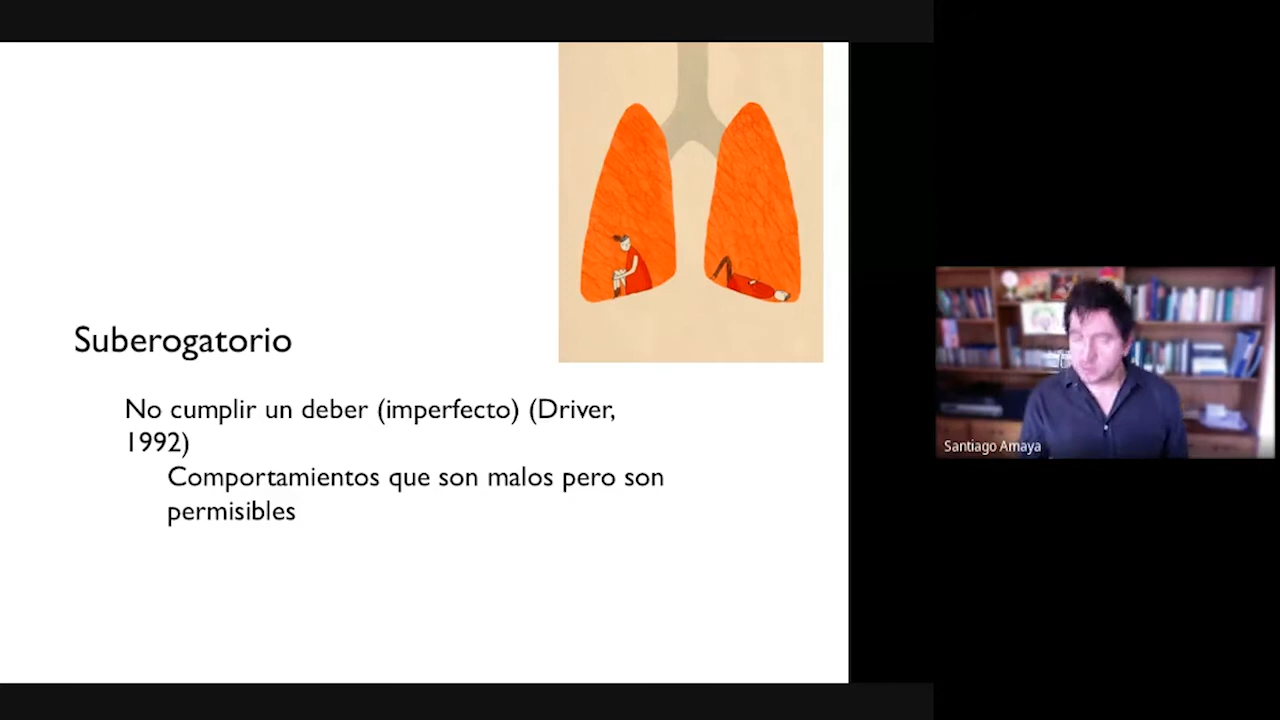 Suberogatorio
No cumplir un deber (imperfecto) (Driver,
1992)
Comportamientos que son malos pero son
permisibles
Santiago Amaya